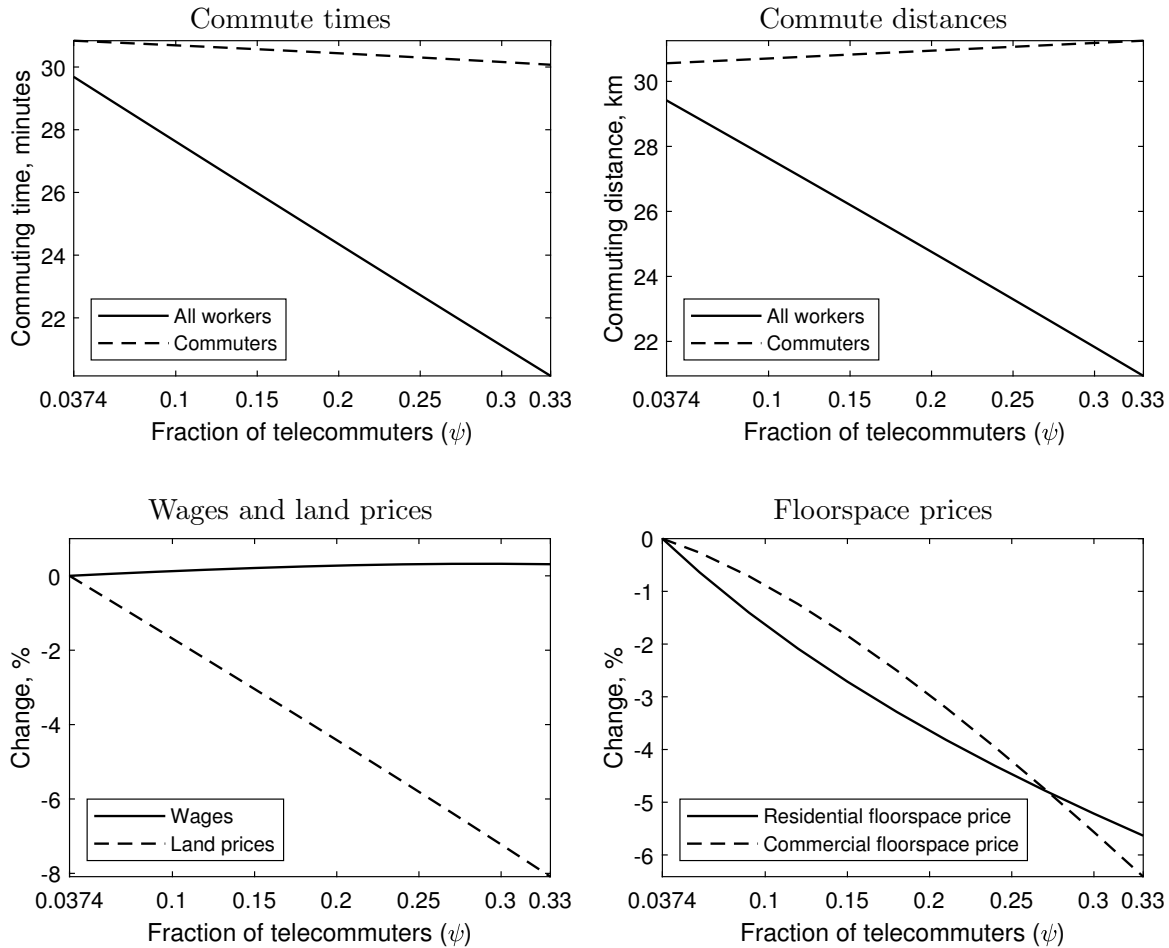 Commute times
Commuting time, minutes
30
28
26
24
22
All workers
Commuters
0.0374 0.1 0.15 0.2 0.25 0.3 0.33
Fraction of telecommuters (ψ)
Commute distances
Commuting distance, km
30
28
26
24
22
All workers
Commuters
0.0374 0.1 0.15 0.2 0.25 0.3 0.33
Fraction of telecommuters (ψ)
Wages and land prices
Change, %
0
-2
-4
-6
-8
Wages
Land prices
0.0374 0.1 0.15 0.2 0.25 0.3 0.33
Fraction of telecommuters (ψ)
Floorspace prices
Change, %
0
-1
-2
-3
-4
-5
-6
Residential floorspace price
Commercial floorspace price
0.0374 0.1 0.15 0.2 0.25 0.3 0.33
Fraction of telecommuters (ψ)